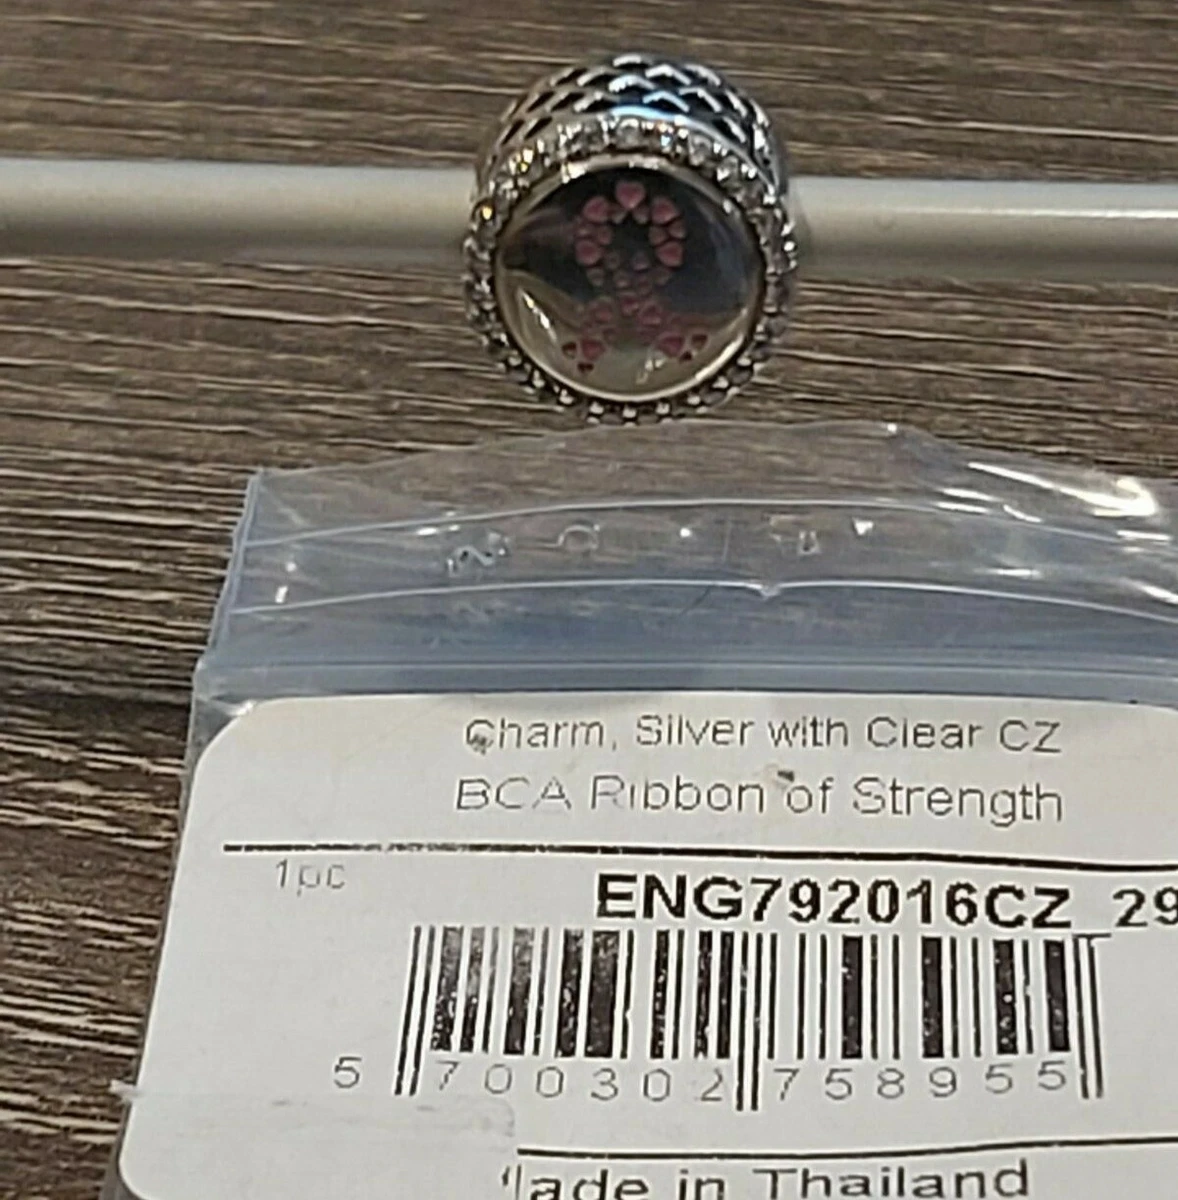 Charm, Silver with Clear CZ
BCA Ribbon of Strength
1pc
ENG792016CZ_29
5 700302 758955
ade in Thailand